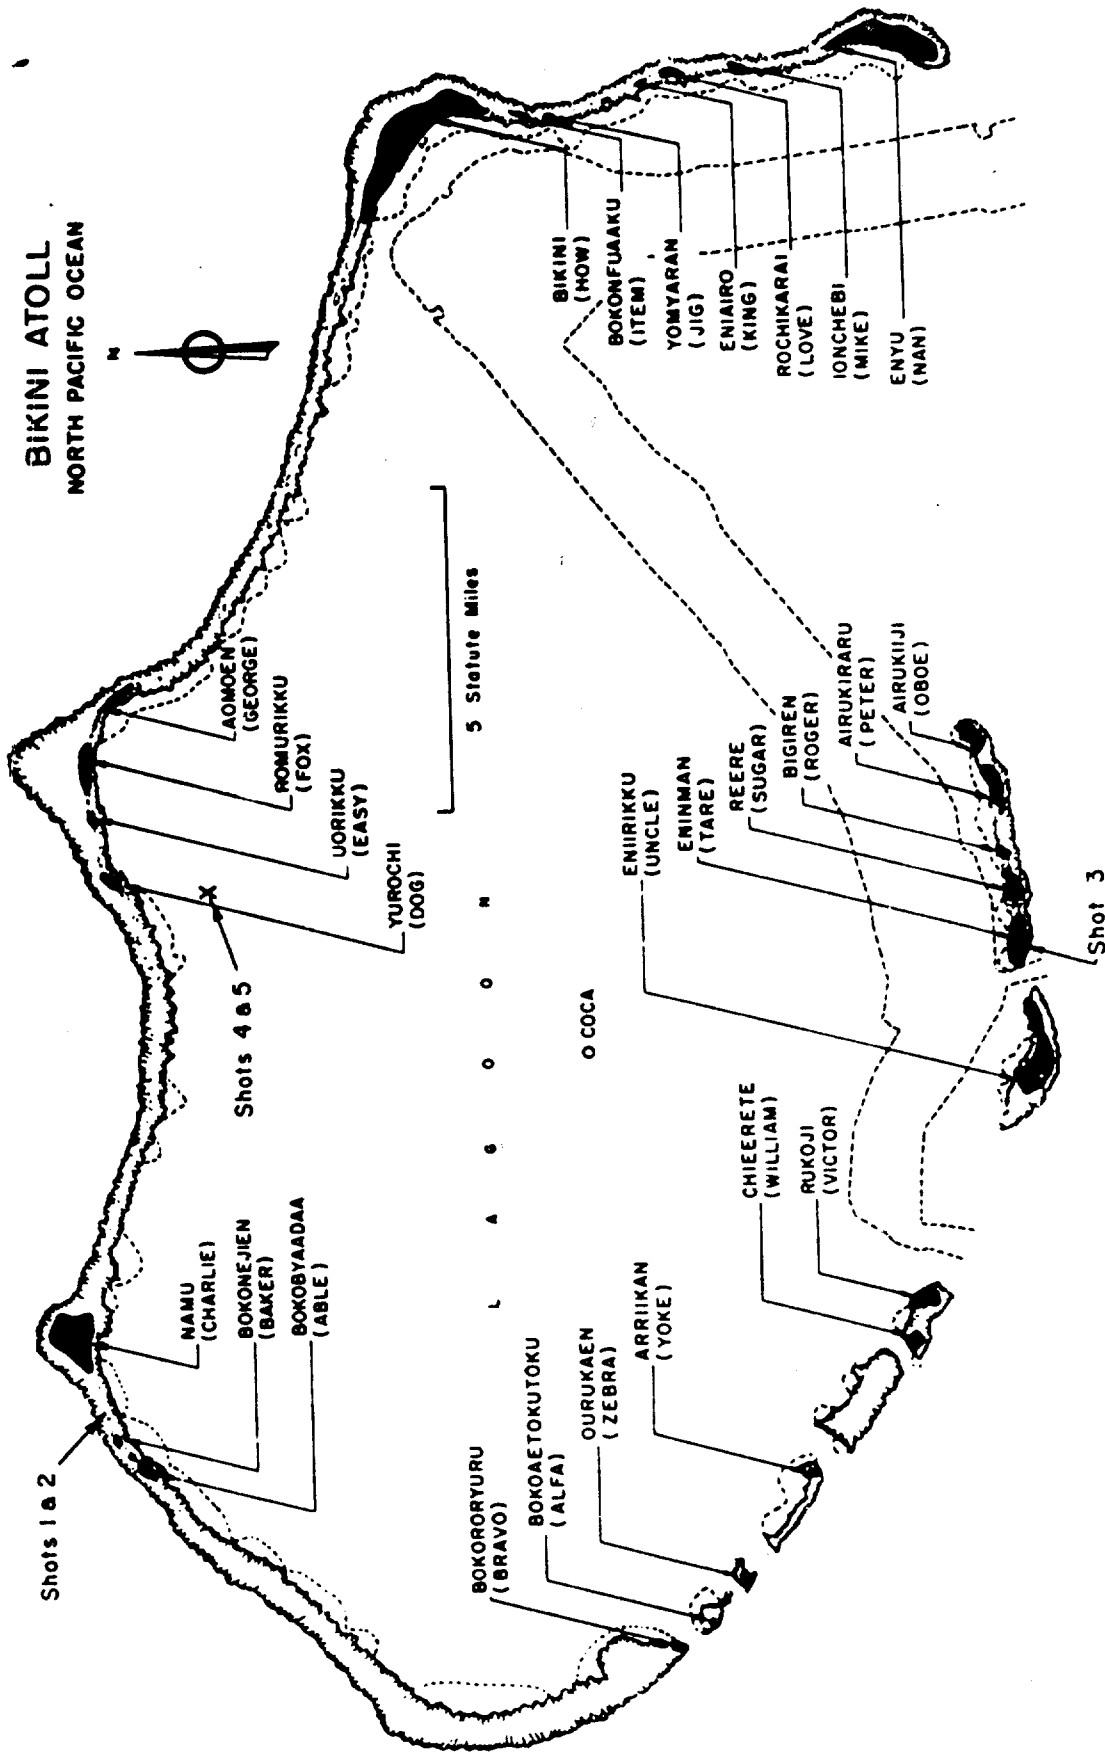 BIKINI ATOLL
NORTH PACIFIC OCEAN
N
Shots 1 & 2
NAMU
(CHARLIE)
BOKONEJIEN
(BAKER)
BOKOBYAADAA
(ABLE)
Shots 4 & 5
YUROCHI
(DOG)
UORIKKU
(EASY)
ROMURIKKU
(FOX)
AOMOEN
(GEORGE)
5 Statute Miles
L A G O O N
COCA
BIKINI
(HOW)
BOKONFUAAKU
(ITEM)
YOMYARAN
(JIG)
ENIAIRO
(KING)
ROCHIKARAI
(LOVE)
IONCHEBI
(MIKE)
ENYU
(NAN)
BOKORORYURU
(BRAVO)
BOKOAETOKUTOKU
(ALFA)
OURUKAEN
(ZEBRA)
ARRIIKAN
(YOKE)
CHIEERETE
(WILLIAM)
RUKOJI
(VICTOR)
ENIIRIKKU
(UNCLE)
ENINMAN
(TARE)
REERE
(SUGAR)
BIGIREN
(ROGER)
AIRUKIRARU
(PETER)
AIRUKIIJI
(OBOE)
Shot 3